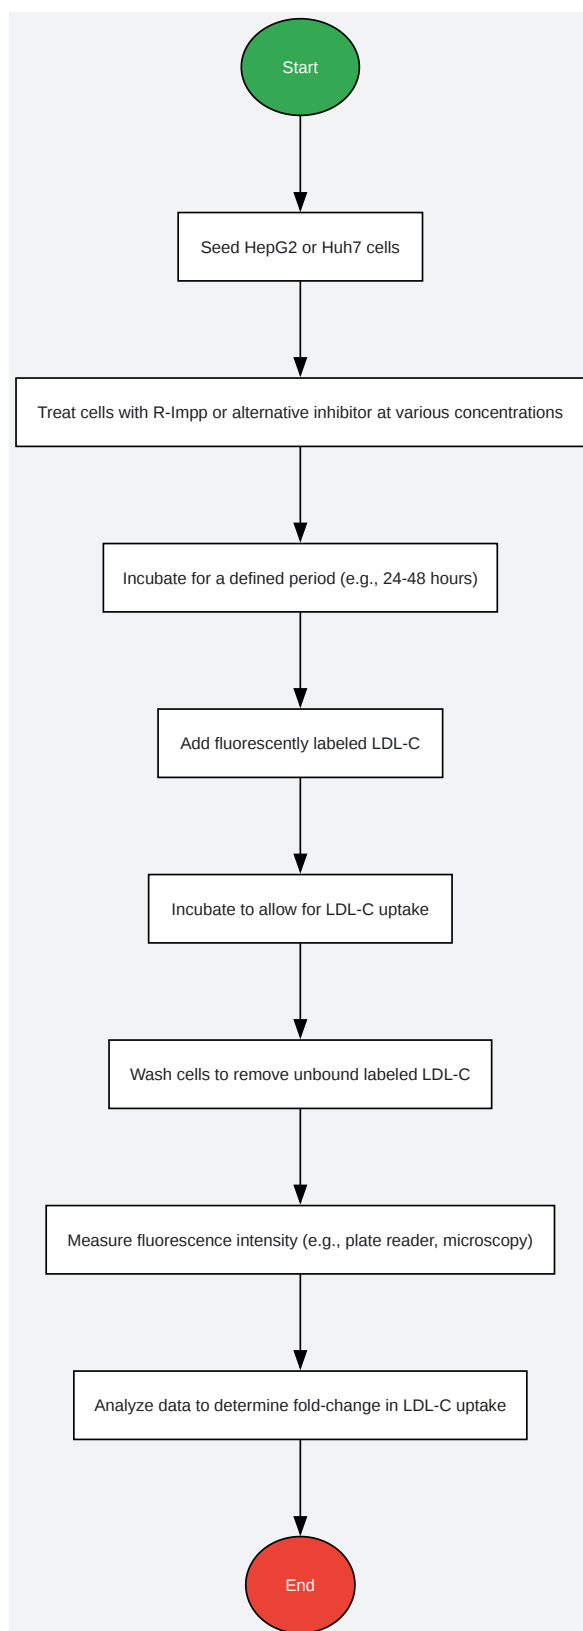 Start
Seed HepG2 or Huh7 cells
Treat cells with R-Impp or alternative inhibitor at various concentrations
Incubate for a defined period (e.g., 24-48 hours)
Add fluorescently labeled LDL-C
Incubate to allow for LDL-C uptake
Wash cells to remove unbound labeled LDL-C
Measure fluorescence intensity (e.g., plate reader, microscopy)
Analyze data to determine fold-change in LDL-C uptake
End